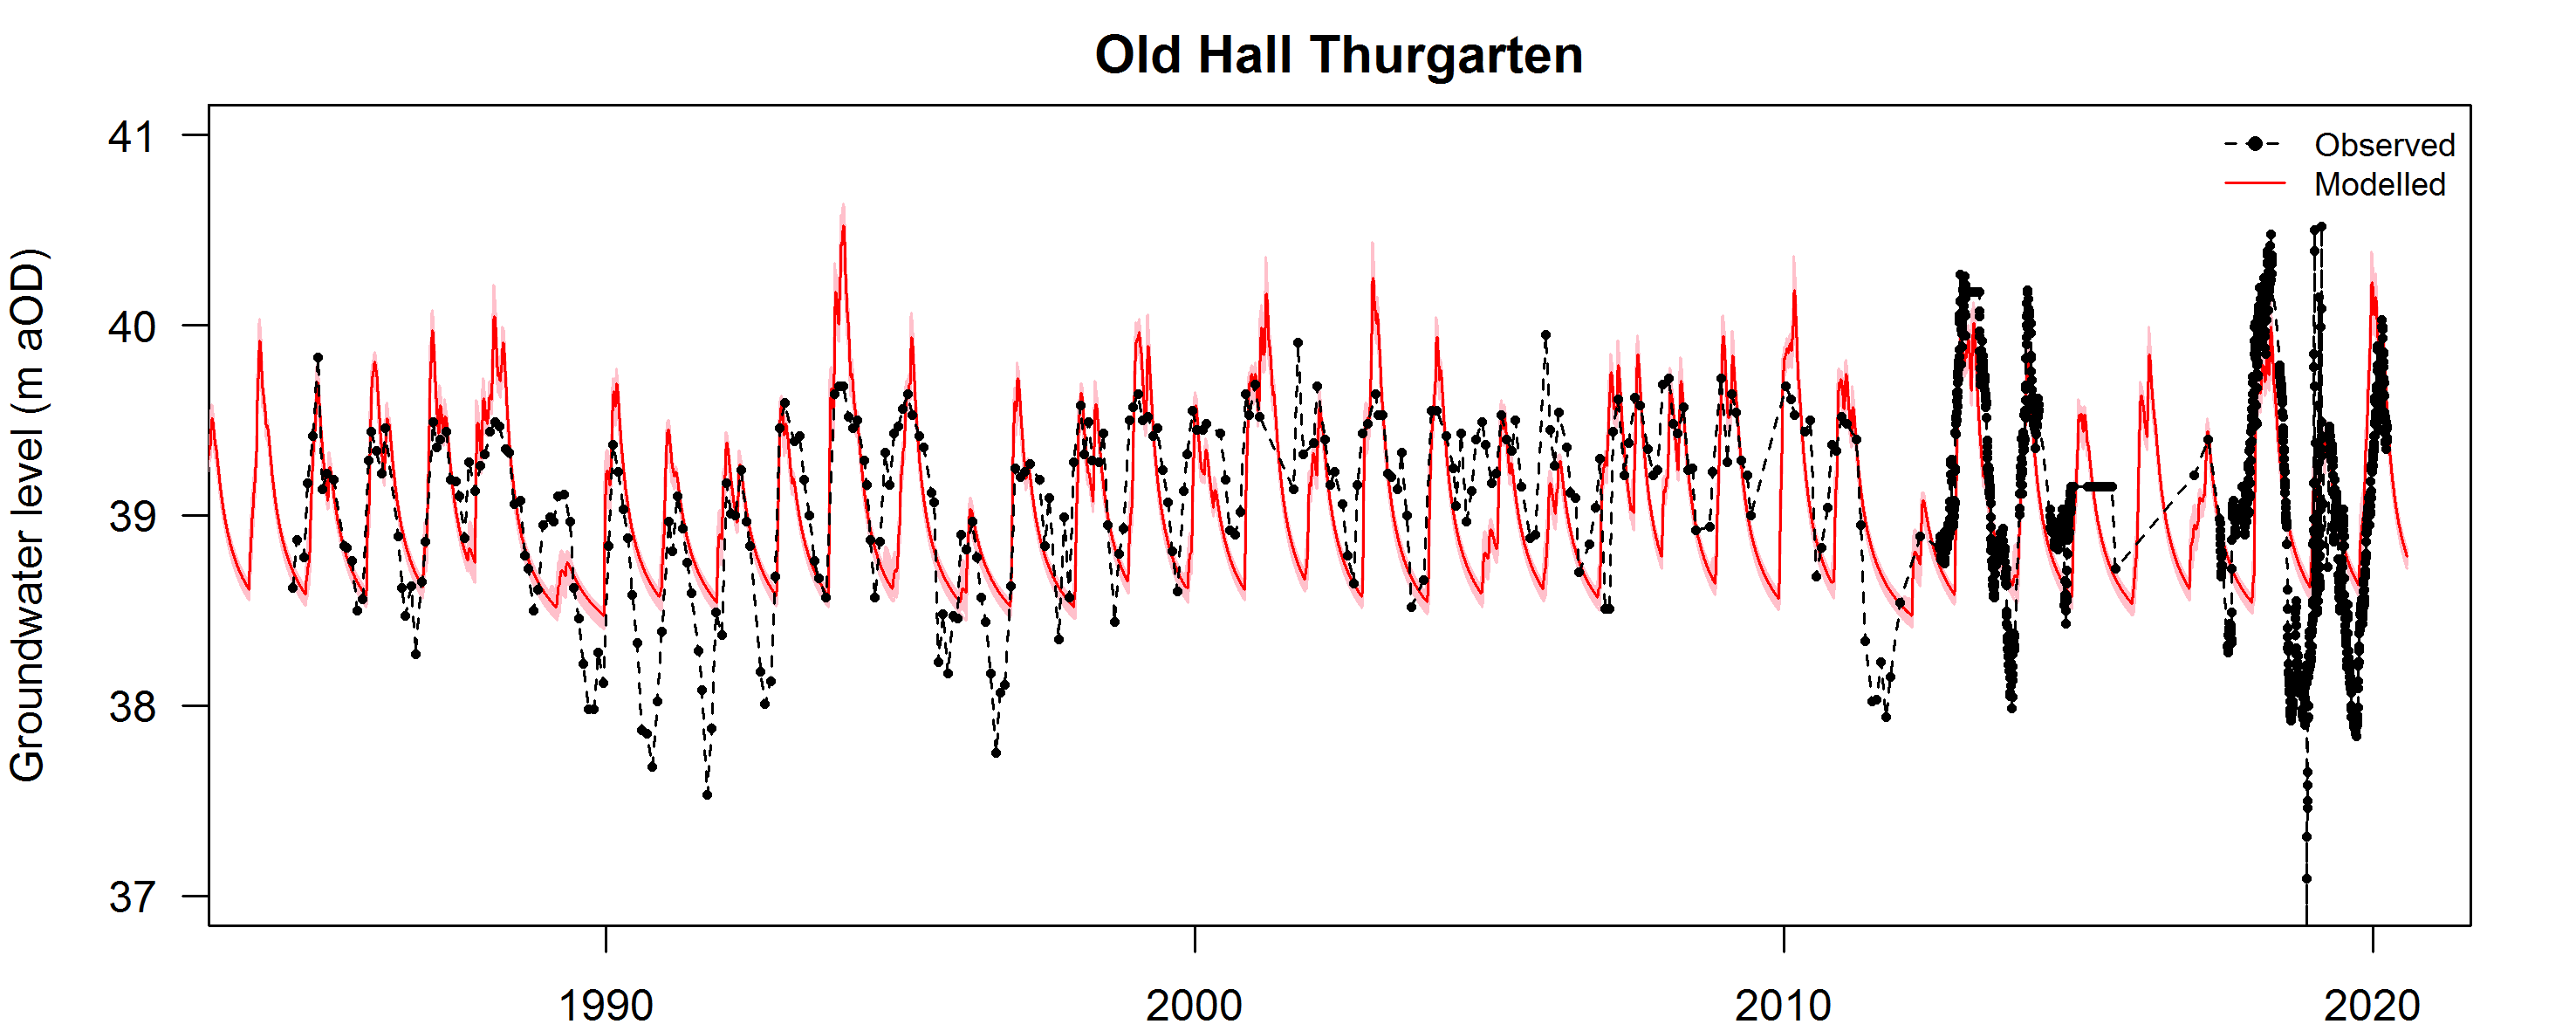 Old Hall Thurgarten
Groundwater level (m aOD)
41
40
39
38
37
Observed
Modelled
1990
2000
2010
2020